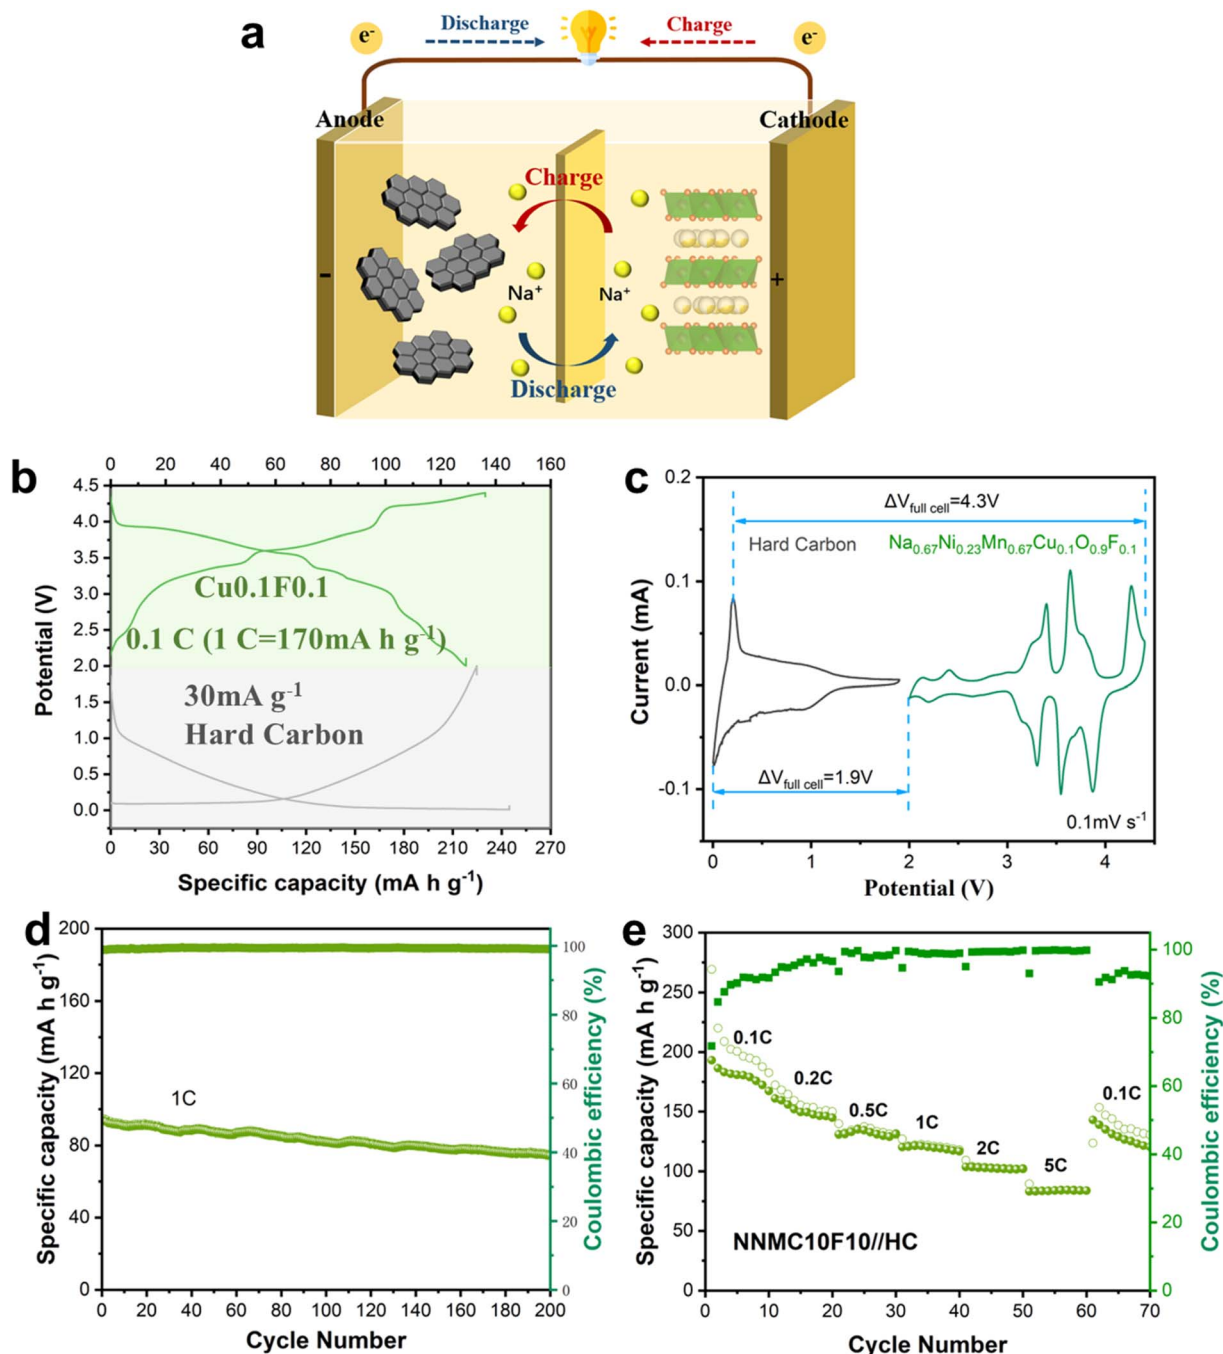 a
e-
Discharge
Charge
e-
Anode
Cathode
Charge
-
+
Na+
Na+
Discharge
b
0 20 40 60 80 100 120 140 160
4.5
4.0
3.6
3.2
2.8
2.4
2.0
1.5
1.0
0.5
0.0
Potential (V)
Cu0.1F0.1
0.1 C (1 C=170mA h g-1)
30mA g-1
Hard Carbon
0 30 60 90 120 150 180 210 240 270
Specific capacity (mA h g-1)
c
0.2
0.1
0.0
-0.1
Current (mA)
ΔVfull cell=4.3V
Hard Carbon
Na0.67Ni0.23Mn0.67Cu0.1O0.9F0.1
ΔVfull cell=1.9V
0.1mV s-1
0 1 2 3 4
Potential (V)
d
200
160
120
80
40
0
Specific capacity (mA h g-1)
1C
100
80
60
40
20
0
Coulombic efficiency (%)
0 20 40 60 80 100 120 140 160 180 200
Cycle Number
e
300
250
200
150
100
50
0
Specific capacity (mA h g-1)
0.1C
0.2C
0.5C
1C
2C
5C
0.1C
NNMC10F10//HC
100
80
60
40
20
0
Coulombic efficiency (%)
0 10 20 30 40 50 60 70
Cycle Number